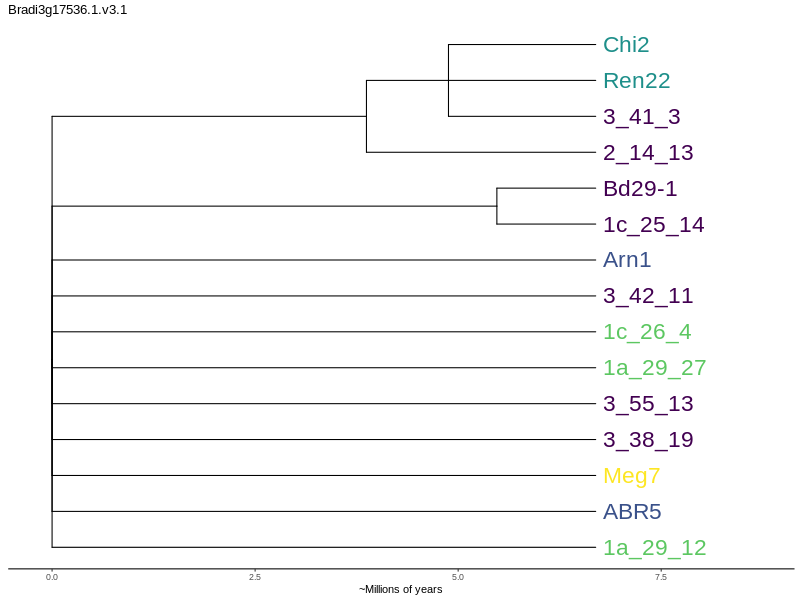 Bradi3g17536.1.v3.1
Chi2
Ren22
3_41_3
2_14_13
Bd29-1
1c_25_14
Arn1
3_42_11
1c_26_4
1a_29_27
3_55_13
3_38_19
Meg7
ABR5
1a_29_12
0.0 2.5 5.0 7.5
~Millions of years